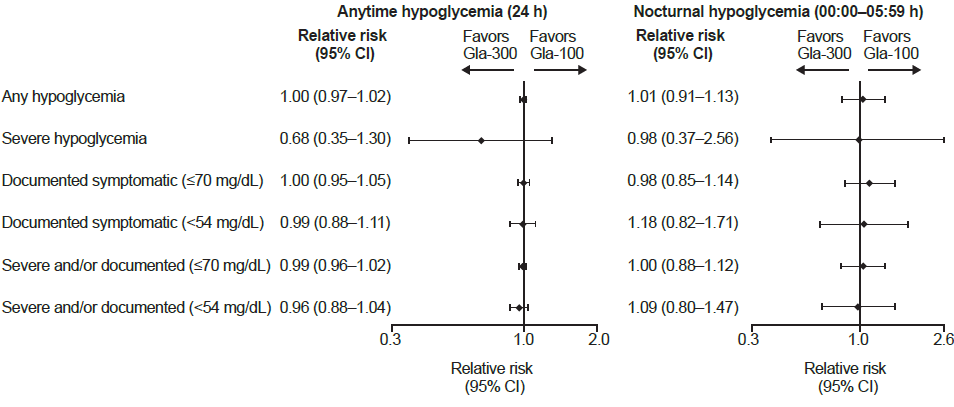 Anytime hypoglycemia (24 h)
Nocturnal hypoglycemia (00:00–05:59 h)
Relative risk
(95% CI)
Favors
Gla-300
Favors
Gla-100
Relative risk
(95% CI)
Favors
Gla-300
Favors
Gla-100
Any hypoglycemia 1.00 (0.97–1.02) 1.01 (0.91–1.13)
Severe hypoglycemia 0.68 (0.35–1.30) 0.98 (0.37–2.56)
Documented symptomatic (≤70 mg/dL) 1.00 (0.95–1.05) 0.98 (0.85–1.14)
Documented symptomatic (<54 mg/dL) 0.99 (0.88–1.11) 1.18 (0.82–1.71)
Severe and/or documented (≤70 mg/dL) 0.99 (0.96–1.02) 1.00 (0.88–1.12)
Severe and/or documented (<54 mg/dL) 0.96 (0.88–1.04) 1.09 (0.80–1.47)
0.3 1.0 2.0 0.3 1.0 2.6
Relative risk
(95% CI)
Relative risk
(95% CI)